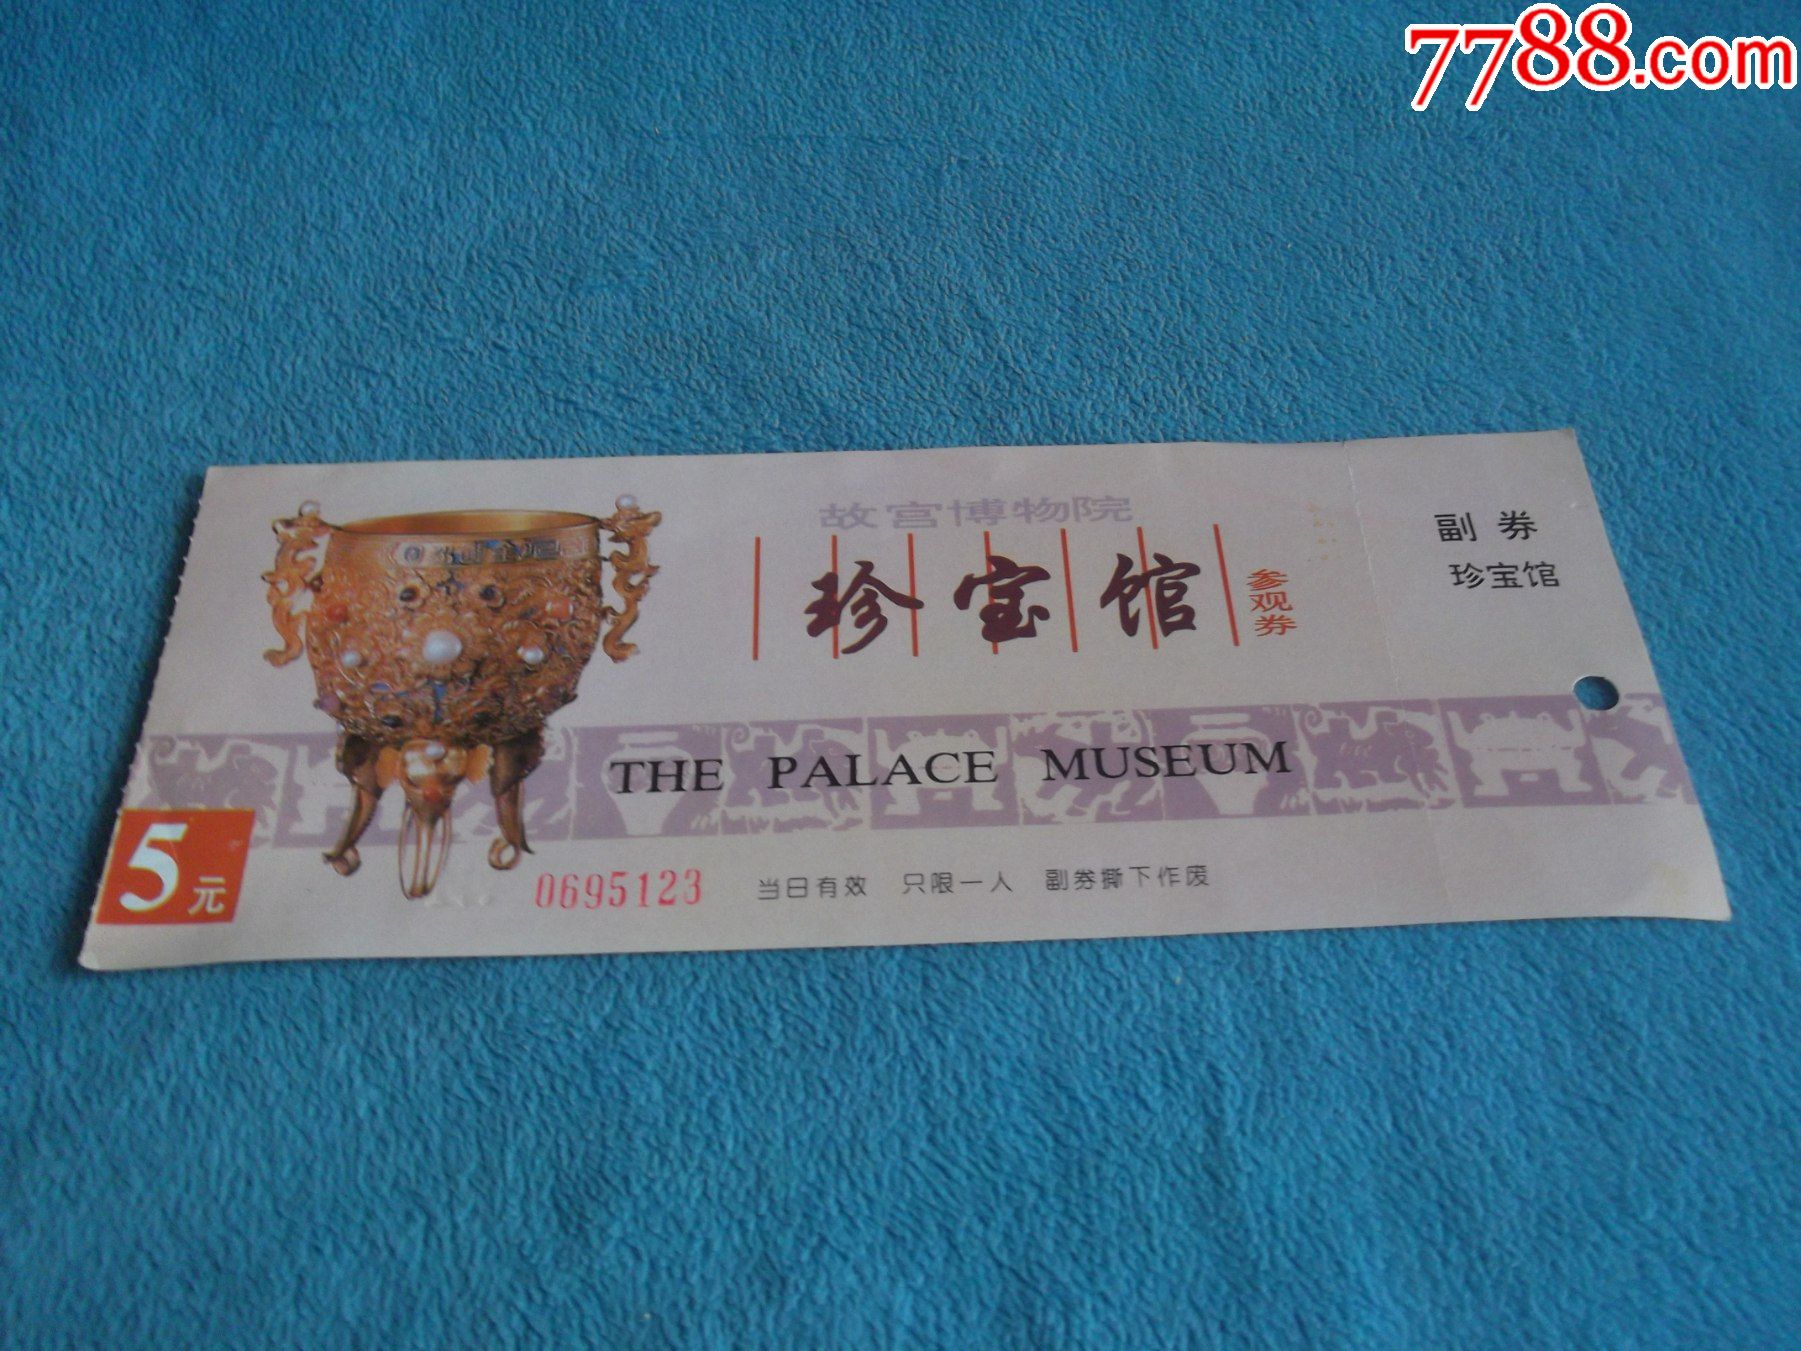 7788.com
故宫博物院
珍宝馆
参观券
副券
珍宝馆
THE PALACE MUSEUM
5元
0695123 当日有效 只限一人 副券撕下作废